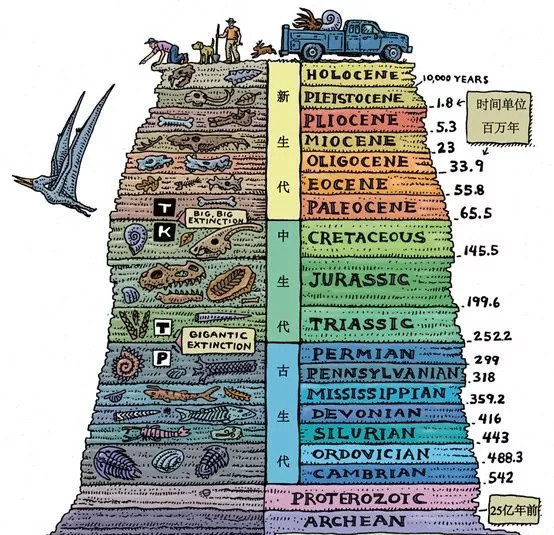 HOLOCENE
10,000 YEARS
PLEISTOCENE
1.8
时间单位
百万年
PLIOCENE
5.3
MIOCENE
23
OLIGOCENE
33.9
EOCENE
55.8
PALEOCENE
65.5
新生代
T
K
BIG, BIG
EXTINCTION
CRETACEOUS
145.5
JURASSIC
199.6
TRIASSIC
252.2
中生代
T
P
GIGANTIC
EXTINCTION
PERMIAN
299
PENNSYLVANIAN
318
MISSISSIPPIAN
359.2
DEVONIAN
416
SILURIAN
443
ORDOVICIAN
488.3
CAMBRIAN
542
古生代
PROTEROZOIC
25亿年前
ARCHEAN